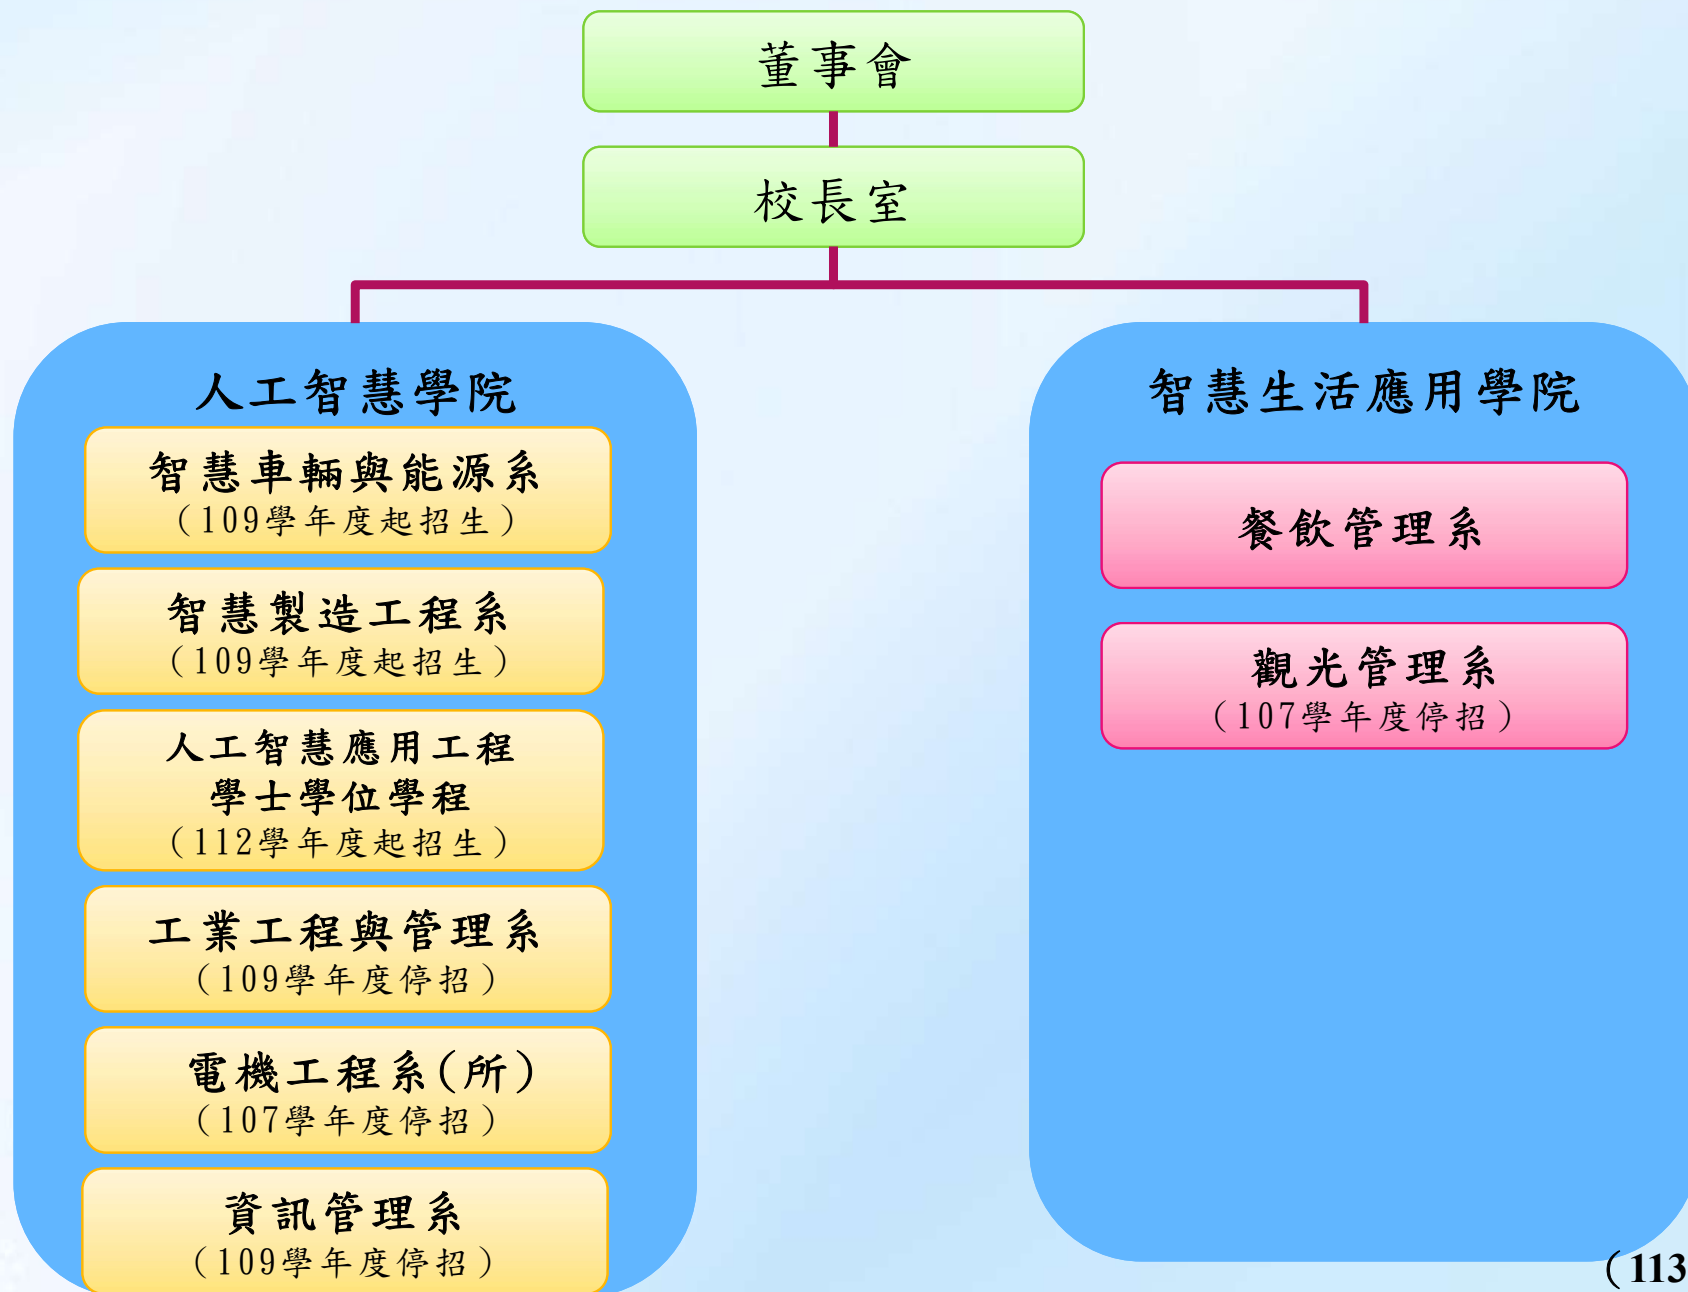 董事會
校長室
人工智慧學院
智慧車輛與能源系
（109學年度起招生）
智慧製造工程系
（109學年度起招生）
人工智慧應用工程
學士學位學程
（112學年度起招生）
工業工程與管理系
（109學年度停招）
電機工程系(所)
（107學年度停招）
資訊管理系
（109學年度停招）
智慧生活應用學院
餐飲管理系
觀光管理系
（107學年度停招）
（113